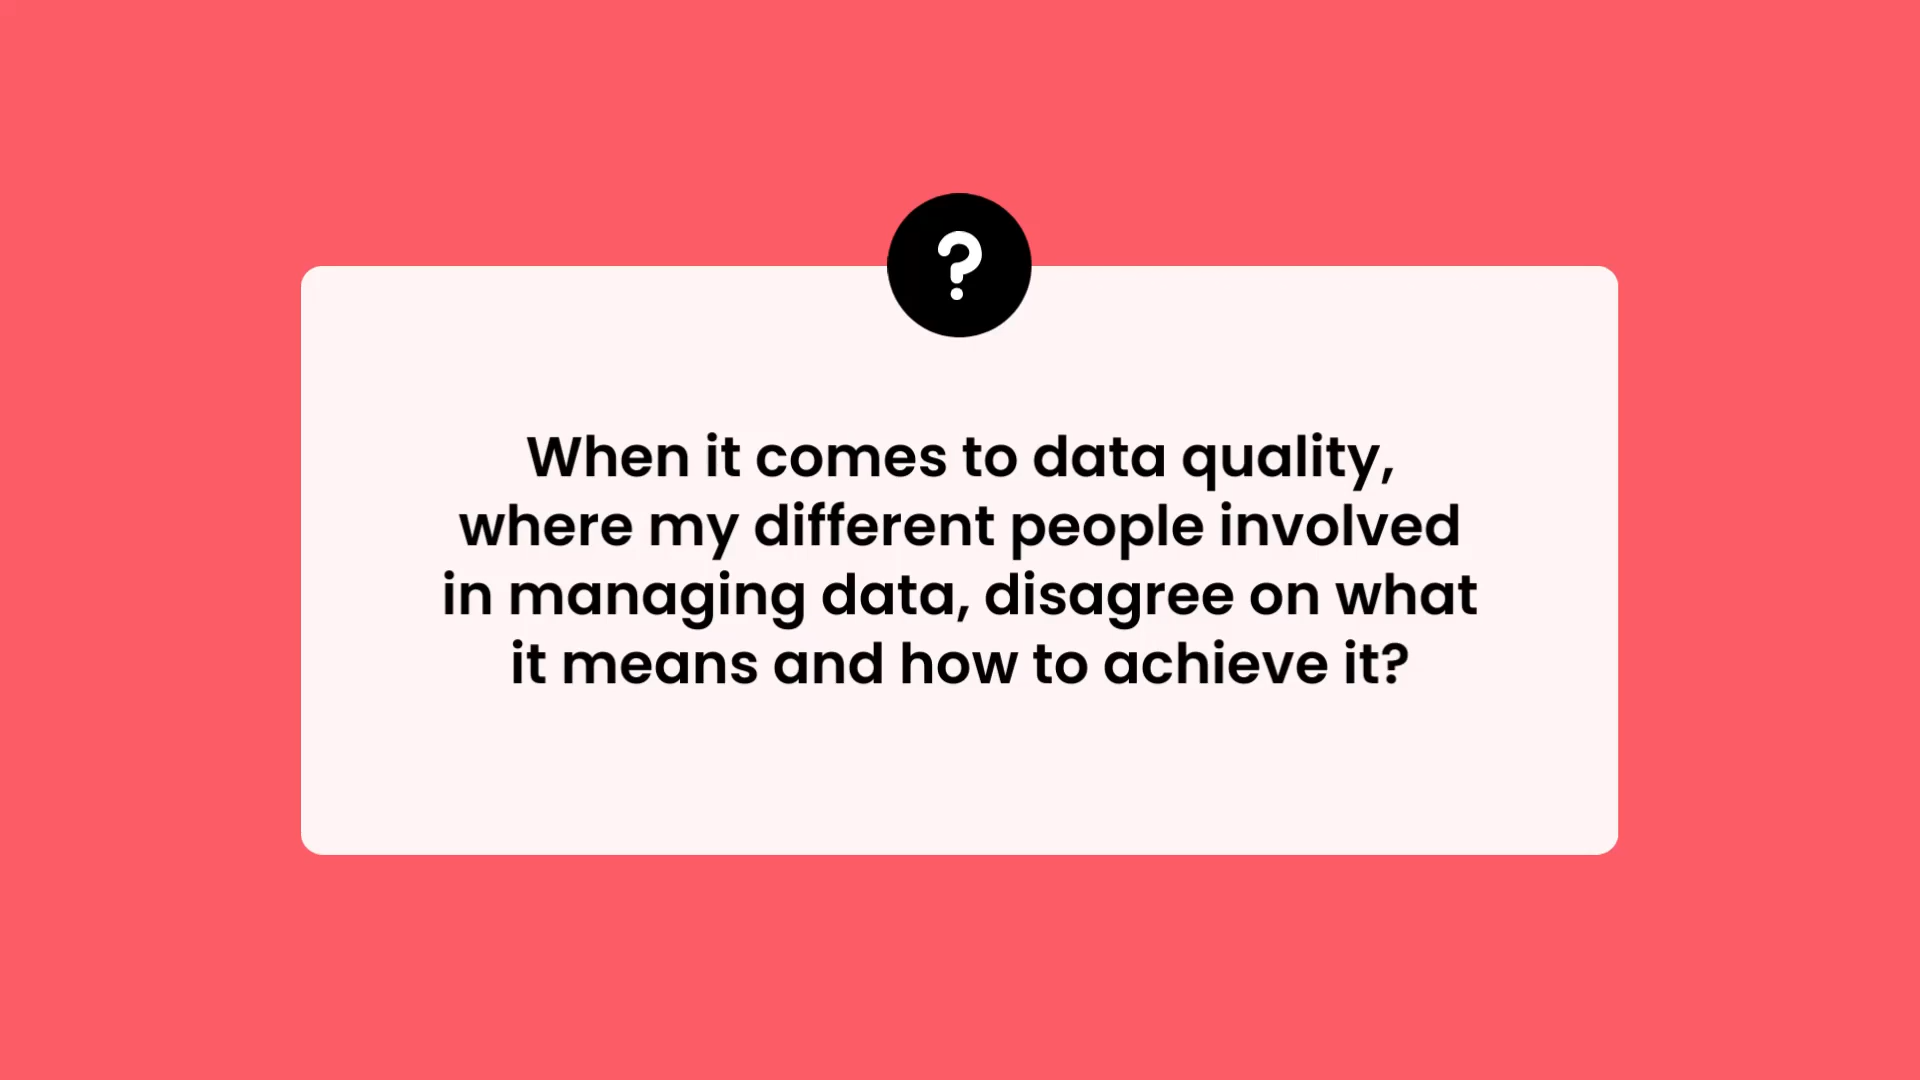 ?
When it comes to data quality,
where my different people involved
in managing data, disagree on what
it means and how to achieve it?